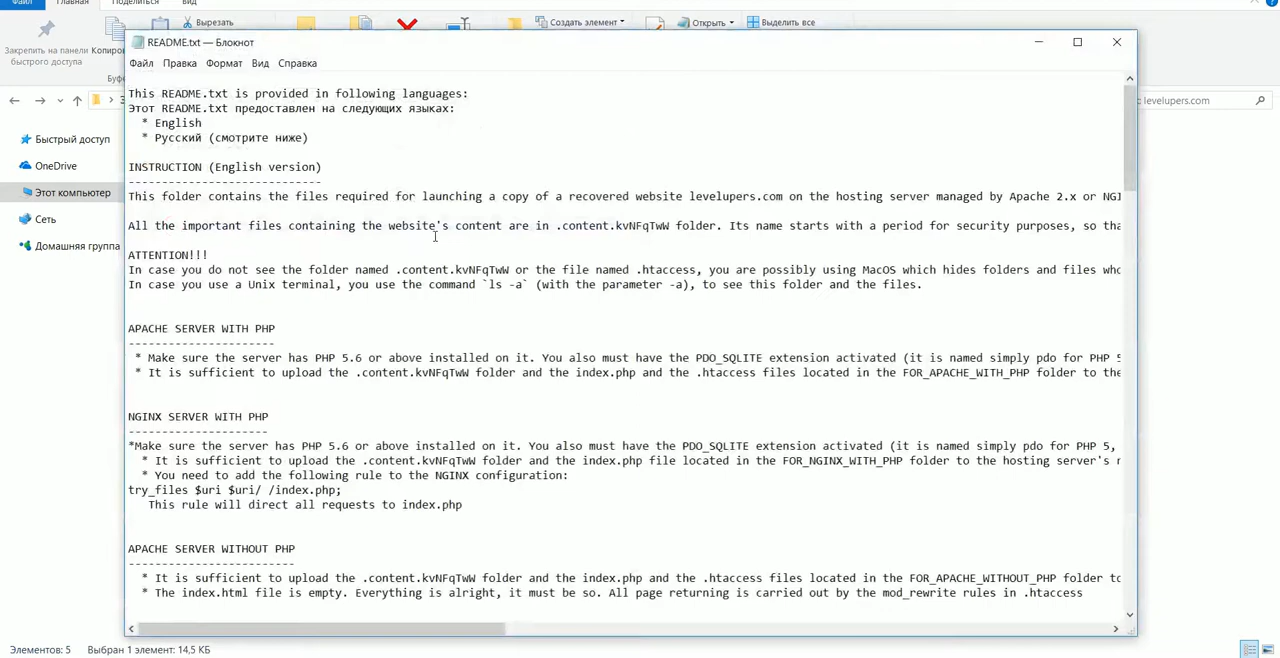 Файл
Главная
Поделиться
Вид
Вырезать
Создать элемент
Открыть
Выделить все
Закрепить на панели
быстрого доступа
README.txt — Блокнот
Файл Правка Формат Вид Справка
levelupers.com
Быстрый доступ
OneDrive
Этот компьютер
Сеть
Домашняя группа
This README.txt is provided in following languages:
Этот README.txt предоставлен на следующих языках:
* English
* Русский (смотрите ниже)
INSTRUCTION (English version)
-----------------------------
This folder contains the files required for launching a copy of a recovered website levelupers.com on the hosting server managed by Apache 2.x or NGI
All the important files containing the website's content are in .content.kvNFqTwW folder. Its name starts with a period for security purposes, so tha
ATTENTION!!!
In case you do not see the folder named .content.kvNFqTwW or the file named .htaccess, you are possibly using MacOS which hides folders and files who
In case you use a Unix terminal, you use the command `ls -a` (with the parameter -a), to see this folder and the files.
APACHE SERVER WITH PHP
----------------------
* Make sure the server has PHP 5.6 or above installed on it. You also must have the PDO_SQLITE extension activated (it is named simply pdo for PHP 5
* It is sufficient to upload the .content.kvNFqTwW folder and the index.php and the .htaccess files located in the FOR_APACHE_WITH_PHP folder to the
NGINX SERVER WITH PHP
---------------------
*Make sure the server has PHP 5.6 or above installed on it. You also must have the PDO_SQLITE extension activated (it is named simply pdo for PHP 5,
* It is sufficient to upload the .content.kvNFqTwW folder and the index.php file located in the FOR_NGINX_WITH_PHP folder to the hosting server's
* You need to add the following rule to the NGINX configuration:
try_files $uri $uri/ /index.php;
This rule will direct all requests to index.php
APACHE SERVER WITHOUT PHP
-------------------------
* It is sufficient to upload the .content.kvNFqTwW folder and the index.php and the .htaccess files located in the FOR_APACHE_WITHOUT_PHP folder to
* The index.html file is empty. Everything is alright, it must be so. All page returning is carried out by the mod_rewrite rules in .htaccess
Элементов: 5 Выбран 1 элемент: 14,5 КБ